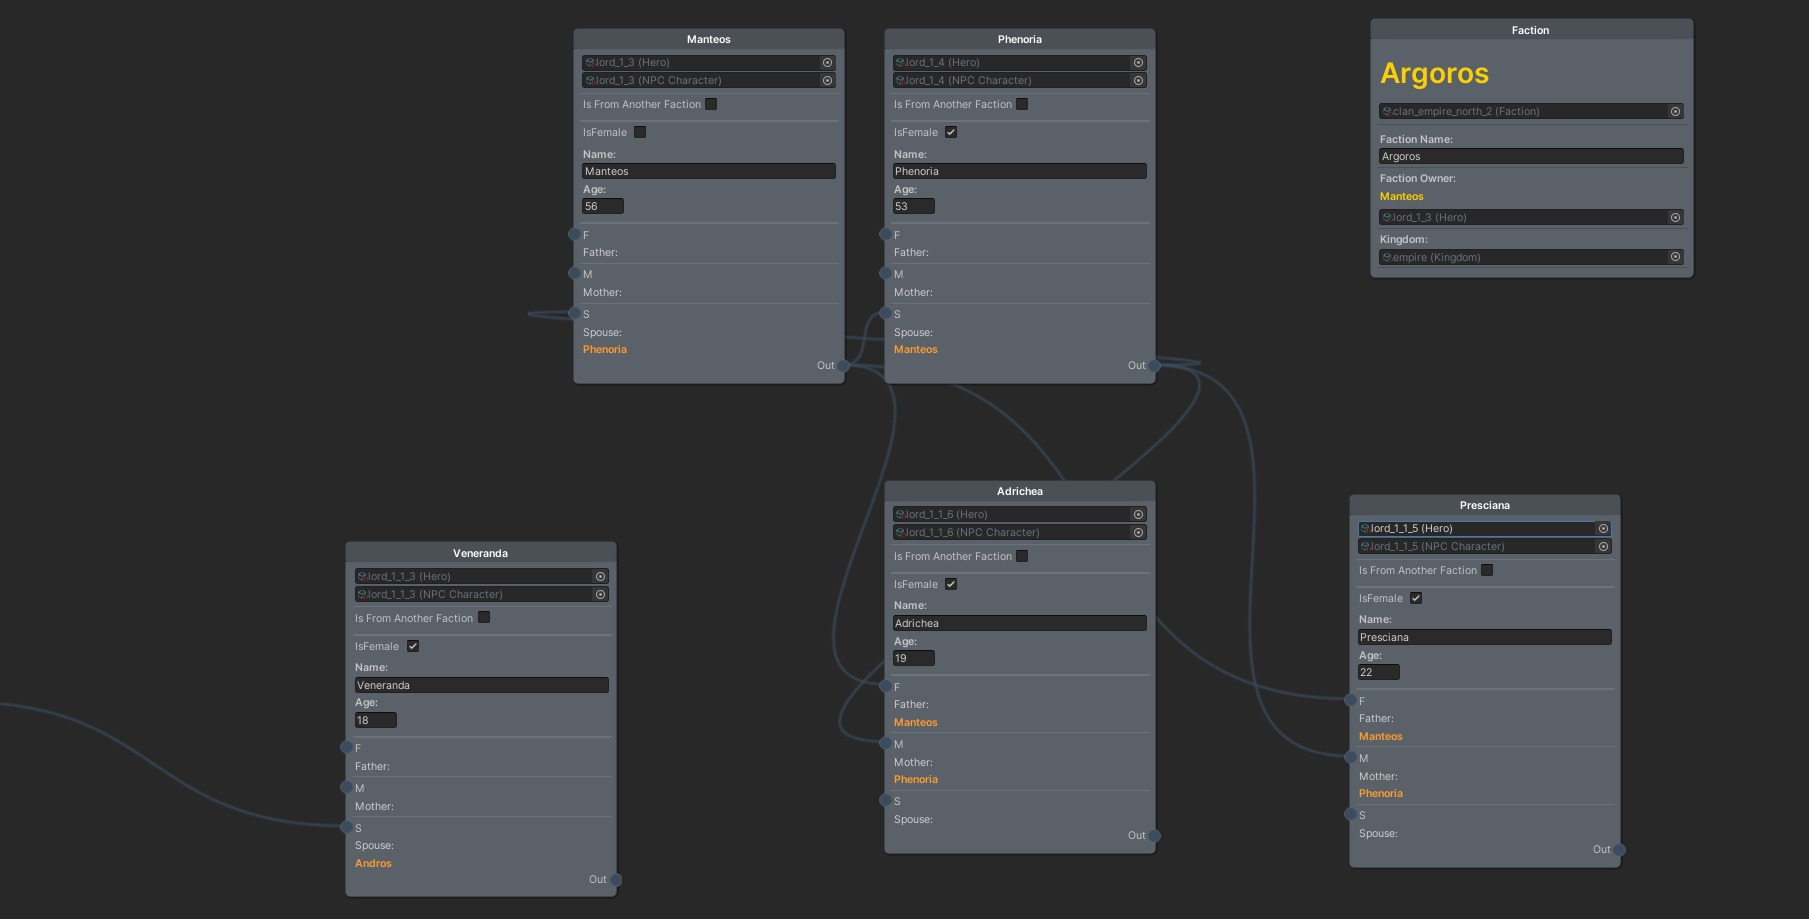 Manteos
lord_1_3 (Hero)
lord_1_3 (NPC Character)
Is From Another Faction
IsFemale
Name:
Manteos
Age:
56
F
Father:
M
Mother:
S
Spouse:
Phenoria
Out
Phenoria
lord_1_4 (Hero)
lord_1_4 (NPC Character)
Is From Another Faction
IsFemale
Name:
Phenoria
Age:
53
F
Father:
M
Mother:
S
Spouse:
Manteos
Out
Faction
Argoros
clan_empire_north_2 (Faction)
Faction Name:
Argoros
Faction Owner:
Manteos
lord_1_3 (Hero)
Kingdom:
empire (Kingdom)
Veneranda
lord_1_1_3 (Hero)
lord_1_1_3 (NPC Character)
Is From Another Faction
IsFemale
Name:
Veneranda
Age:
18
F
Father:
M
Mother:
S
Spouse:
Andros
Out
Adrichea
lord_1_1_6 (Hero)
lord_1_1_6 (NPC Character)
Is From Another Faction
IsFemale
Name:
Adrichea
Age:
19
F
Father:
Manteos
M
Mother:
Phenoria
S
Spouse:
Out
Presciana
lord_1_1_5 (Hero)
lord_1_1_5 (NPC Character)
Is From Another Faction
IsFemale
Name:
Presciana
Age:
22
F
Father:
Manteos
M
Mother:
Phenoria
S
Spouse:
Out